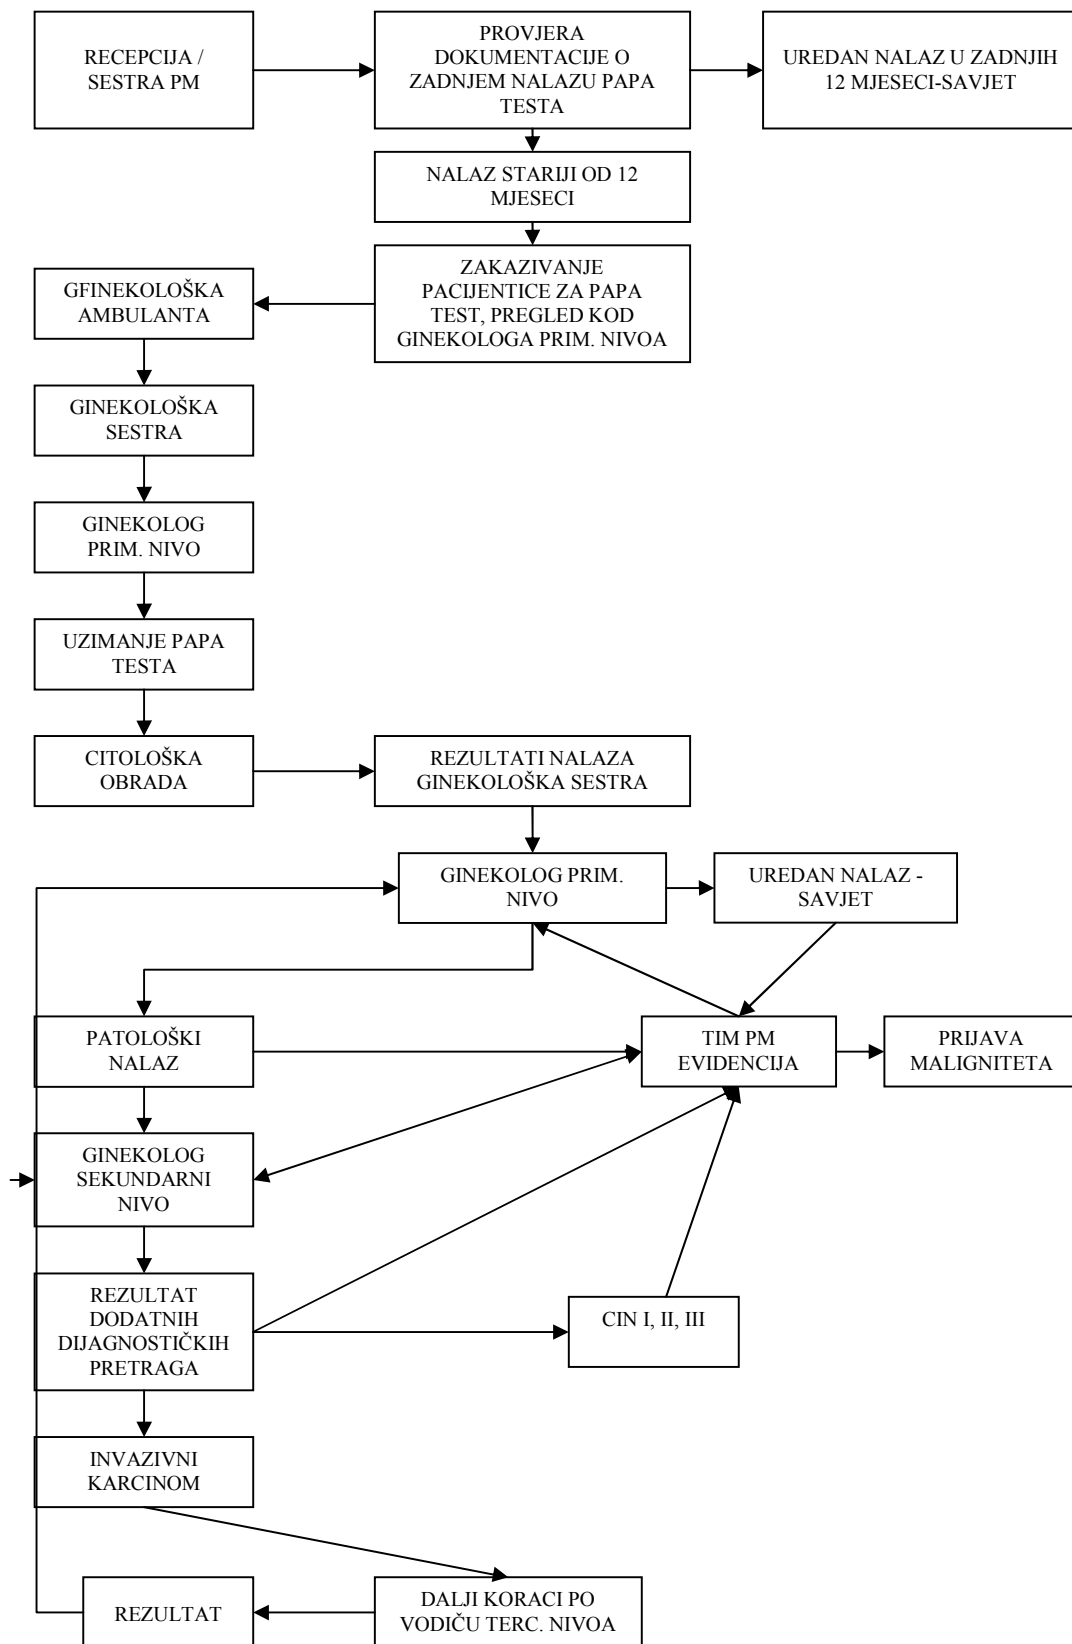 RECEPCIJA /
SESTRA PM
PROVJERA
DOKUMENTACIJE O
ZADNJEM NALAZU PAPA
TESTA
UREDAN NALAZ U ZADNJIH
12 MJESECI-SAVJET
NALAZ STARIJI OD 12
MJESECI
ZAKAZIVANJE
PACIJENTICE ZA PAPA
TEST, PREGLED KOD
GINEKOLOGA PRIM. NIVOA
GFINEKOLOŠKA
AMBULANTA
GINEKOLOŠKA
SESTRA
GINEKOLOG
PRIM. NIVO
UZIMANJE PAPA
TESTA
CITOLOŠKA
OBRADA
REZULTATI NALAZA
GINEKOLOŠKA SESTRA
GINEKOLOG PRIM.
NIVO
UREDAN NALAZ -
SAVJET
PATOLOŠKI
NALAZ
TIM PM
EVIDENCIJA
PRIJAVA
MALIGNITETA
GINEKOLOG
SEKUNDARNI
NIVO
REZULTAT
DODATNIH
DIJAGNOSTIČKIH
PRETRAGA
CIN I, II, III
INVAZIVNI
KARCINOM
REZULTAT
DALJI KORACI PO
VODIČU TERC. NIVOA